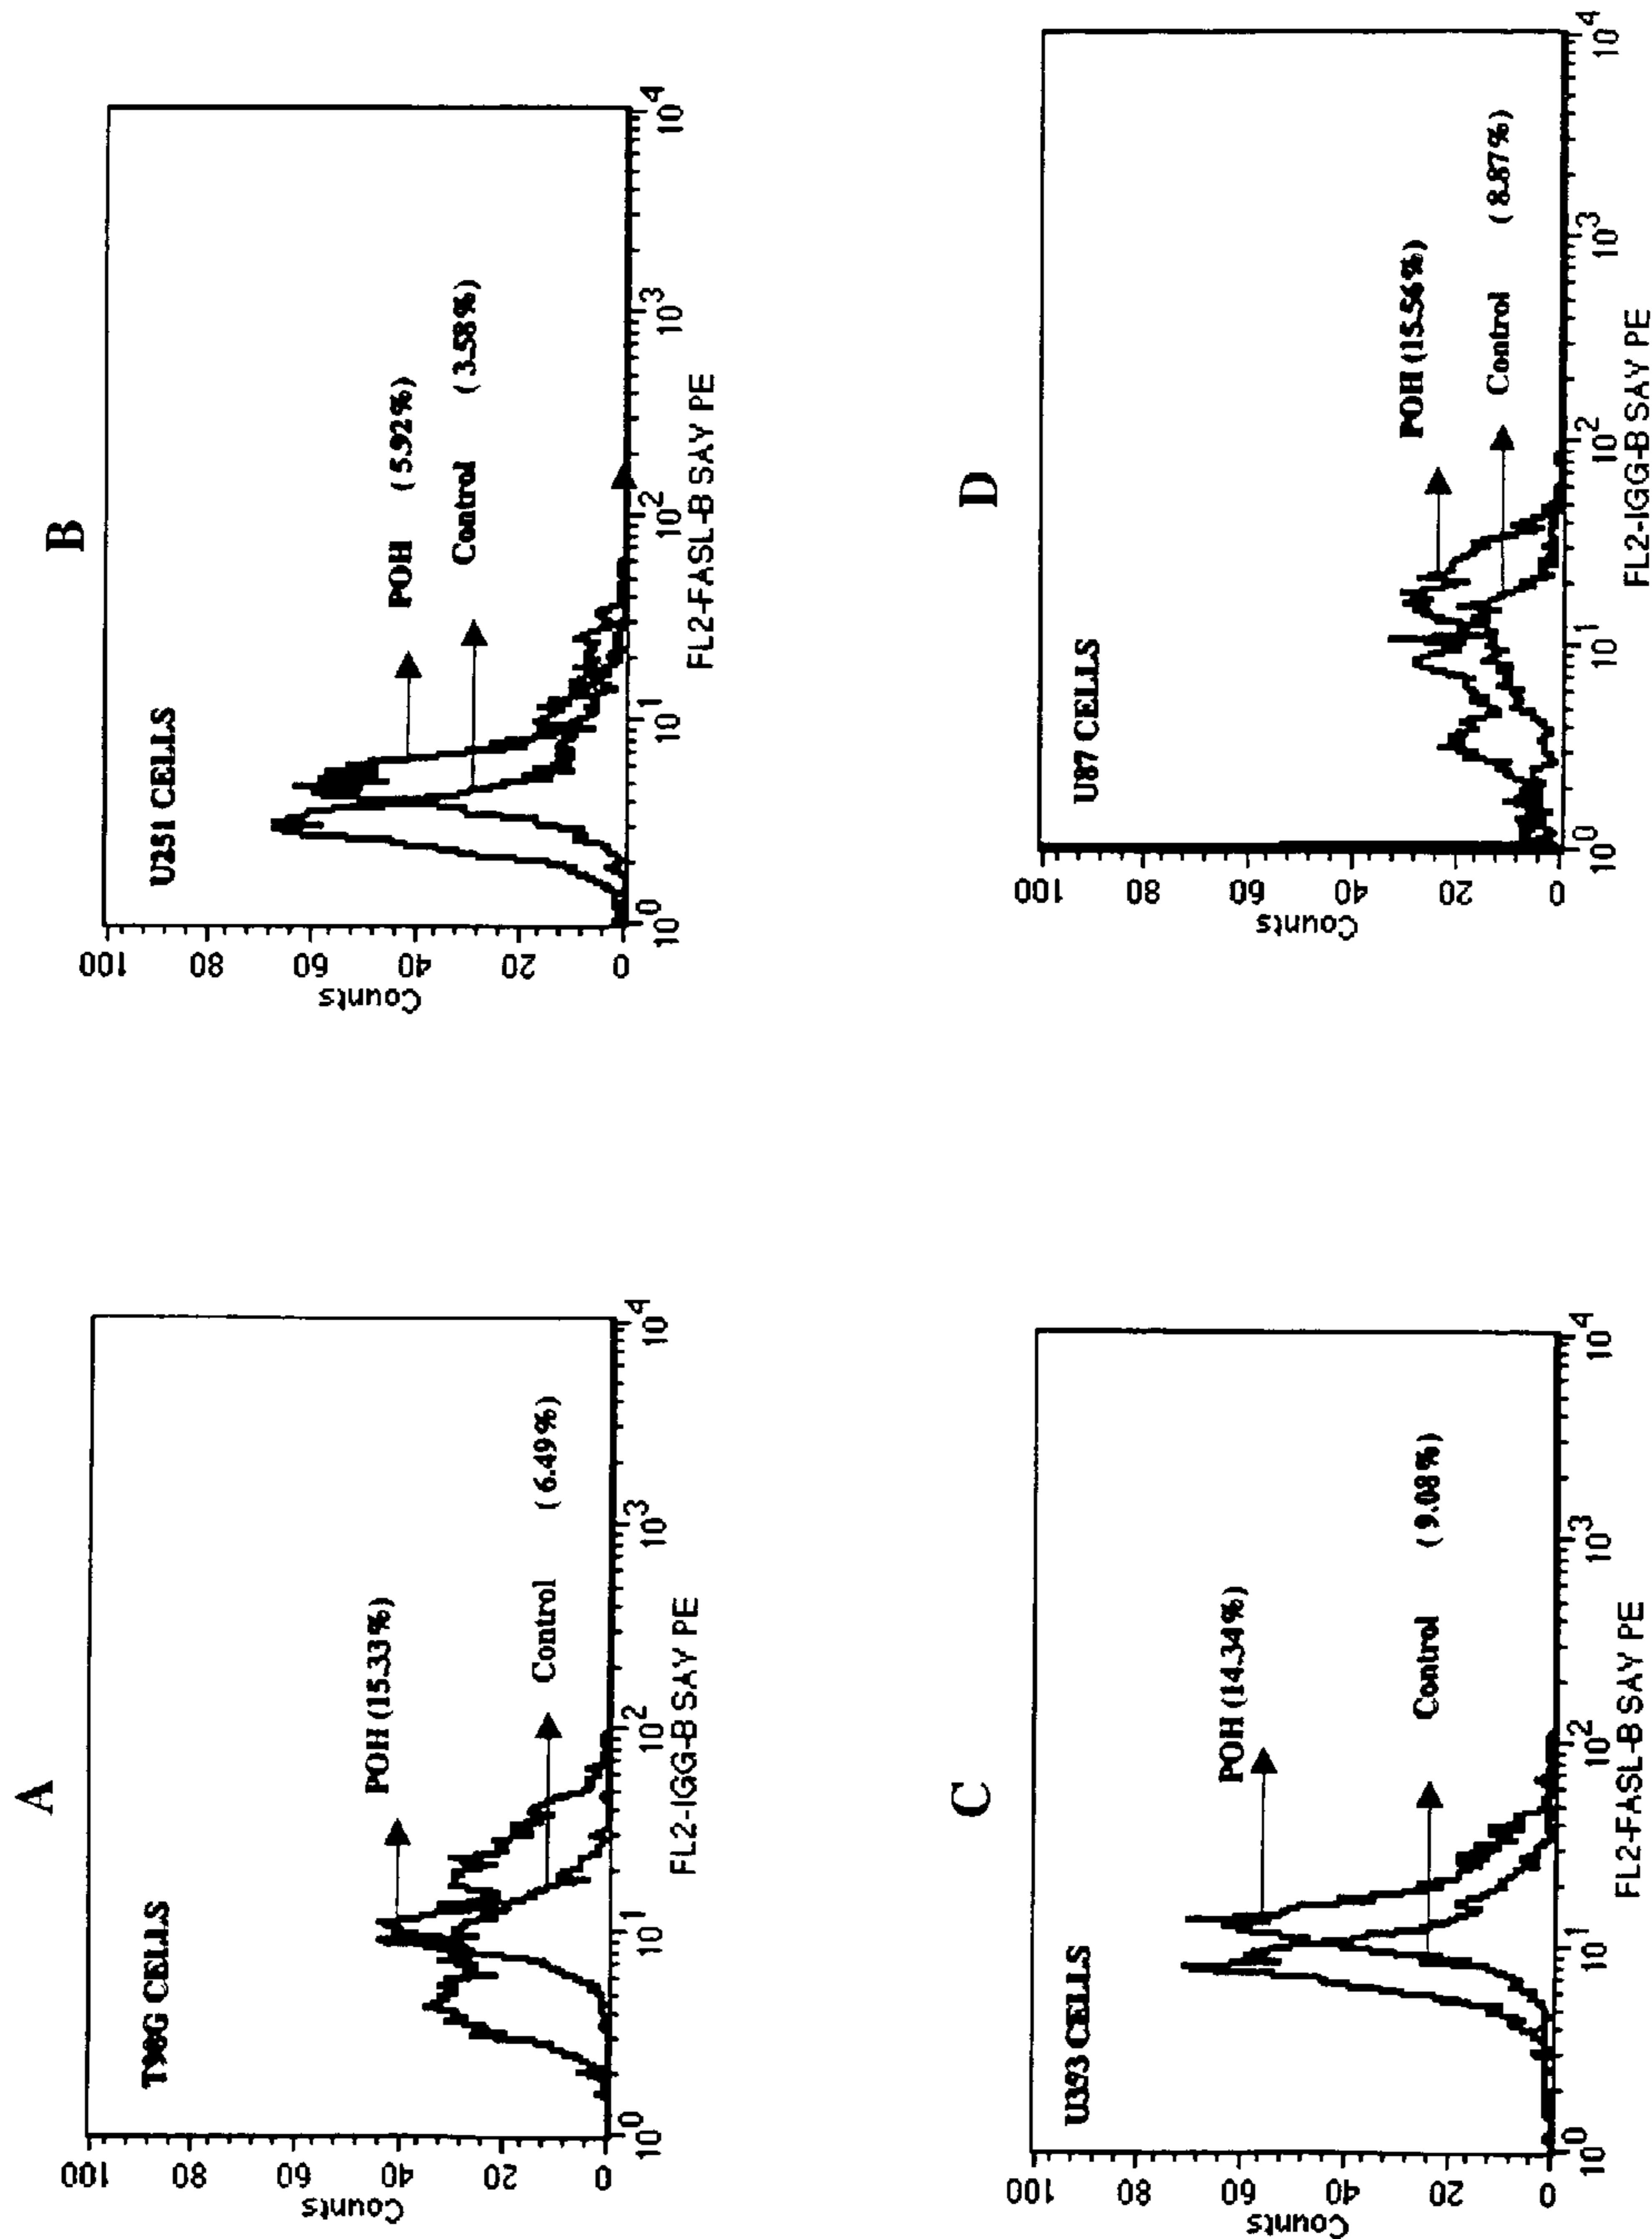 A
T98G CELLS
100
80
60
40
20
0
Counts
POH (15.33%)
Control (6.49%)
10^0 10^1 10^2 10^3 10^4
FL2-IGG-B SAY PE
B
U251 CELLS
100
80
60
40
20
0
Counts
POH (5.92%)
Control (3.58%)
10^0 10^1 10^2 10^3 10^4
FL2-FASL-B SAY PE
C
U393 CELLS
100
80
60
40
20
0
Counts
POH (14.34%)
Control (9.08%)
10^0 10^1 10^2 10^3 10^4
FL2-FASL-B SAY PE
D
U87 CELLS
100
80
60
40
20
0
Counts
POH (15.56%)
Control (8.87%)
10^0 10^1 10^2 10^3 10^4
FL2-IGG-B SAY PE